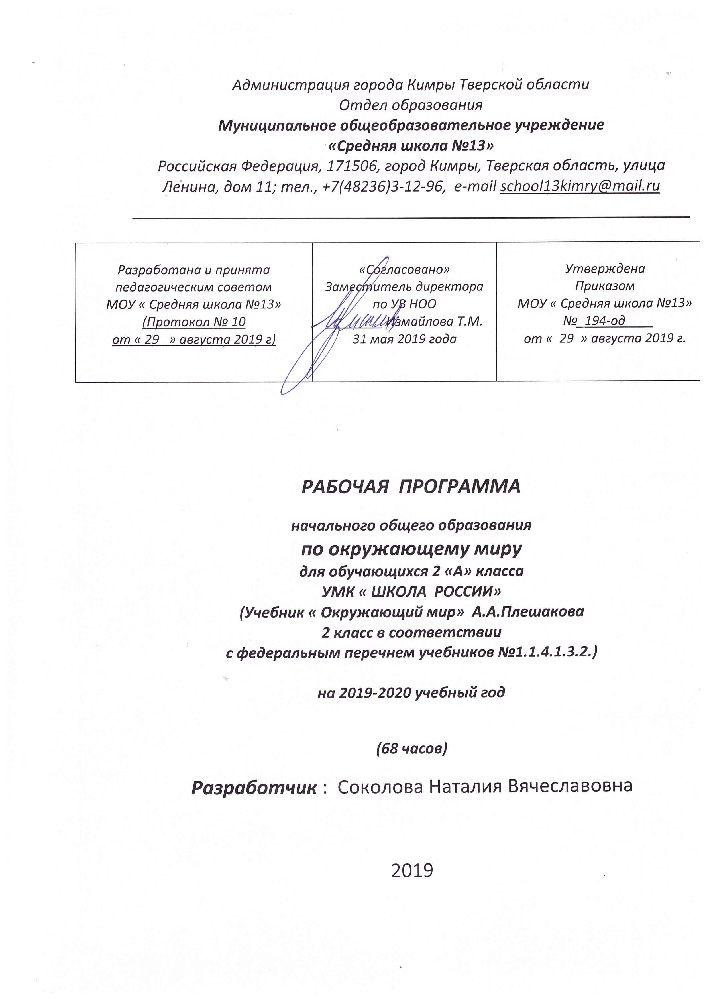 Администрация города Кимры Тверской области
Отдел образования
Муниципальное общеобразовательное учреждение
«Средняя школа №13»
Российская Федерация, 171506, город Кимры, Тверская область, улица
Ленина, дом 11; тел., +7(48236)3-12-96,  e-mail school13kimry@mail.ru
Разработана и принята
педагогическим советом
МОУ « Средняя школа №13»
(Протокол № 10
от « 29   » августа 2019 г)
«Согласовано»
Заместитель директора
по УВ НОО
________ Измайлова Т.М.
31 мая 2019 года
Утверждена
Приказом
МОУ « Средняя школа №13»
№_194-од____
от «  29  » августа 2019 г.
РАБОЧАЯ  ПРОГРАММА
начального общего образования
по окружающему миру
для обучающихся 2 «А» класса
УМК « ШКОЛА  РОССИИ»
(Учебник « Окружающий мир»  А.А.Плешакова
2 класс в соответствии
с федеральным перечнем учебников №1.1.4.1.3.2.)
на 2019-2020 учебный год
(68 часов)
Разработчик :  Соколова Наталия Вячеславовна
2019